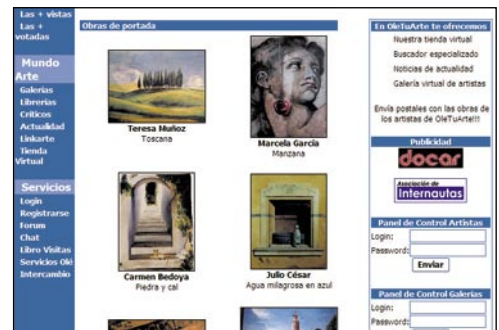 Las + vistas
Las +
votadas
Mundo
Arte
Galerías
Librerías
Críticos
Actualidad
Linkarte
Tienda
Virtual
Servicios
Login
Registrarse
Forum
Chat
Libro Visitas
Servicios Olé
Intercambio
Obras de portada
Teresa Muñoz
Toscana
Marcela García
Manzana
Carmen Bedoya
Piedra y cal
Julio César
Agua milagrosa en azul
En OleTuArte te ofrecemos
Nuestra tienda virtual
Buscador especializado
Noticias de actualidad
Galería virtual de artistas
Envía postales con las obras de
los artistas de OleTuArte!!!
Publicidad
docar
Asociación de
Internautas
Panel de Control Artistas
Login:
Password:
Enviar
Panel de Control Galerías
Login:
Password: